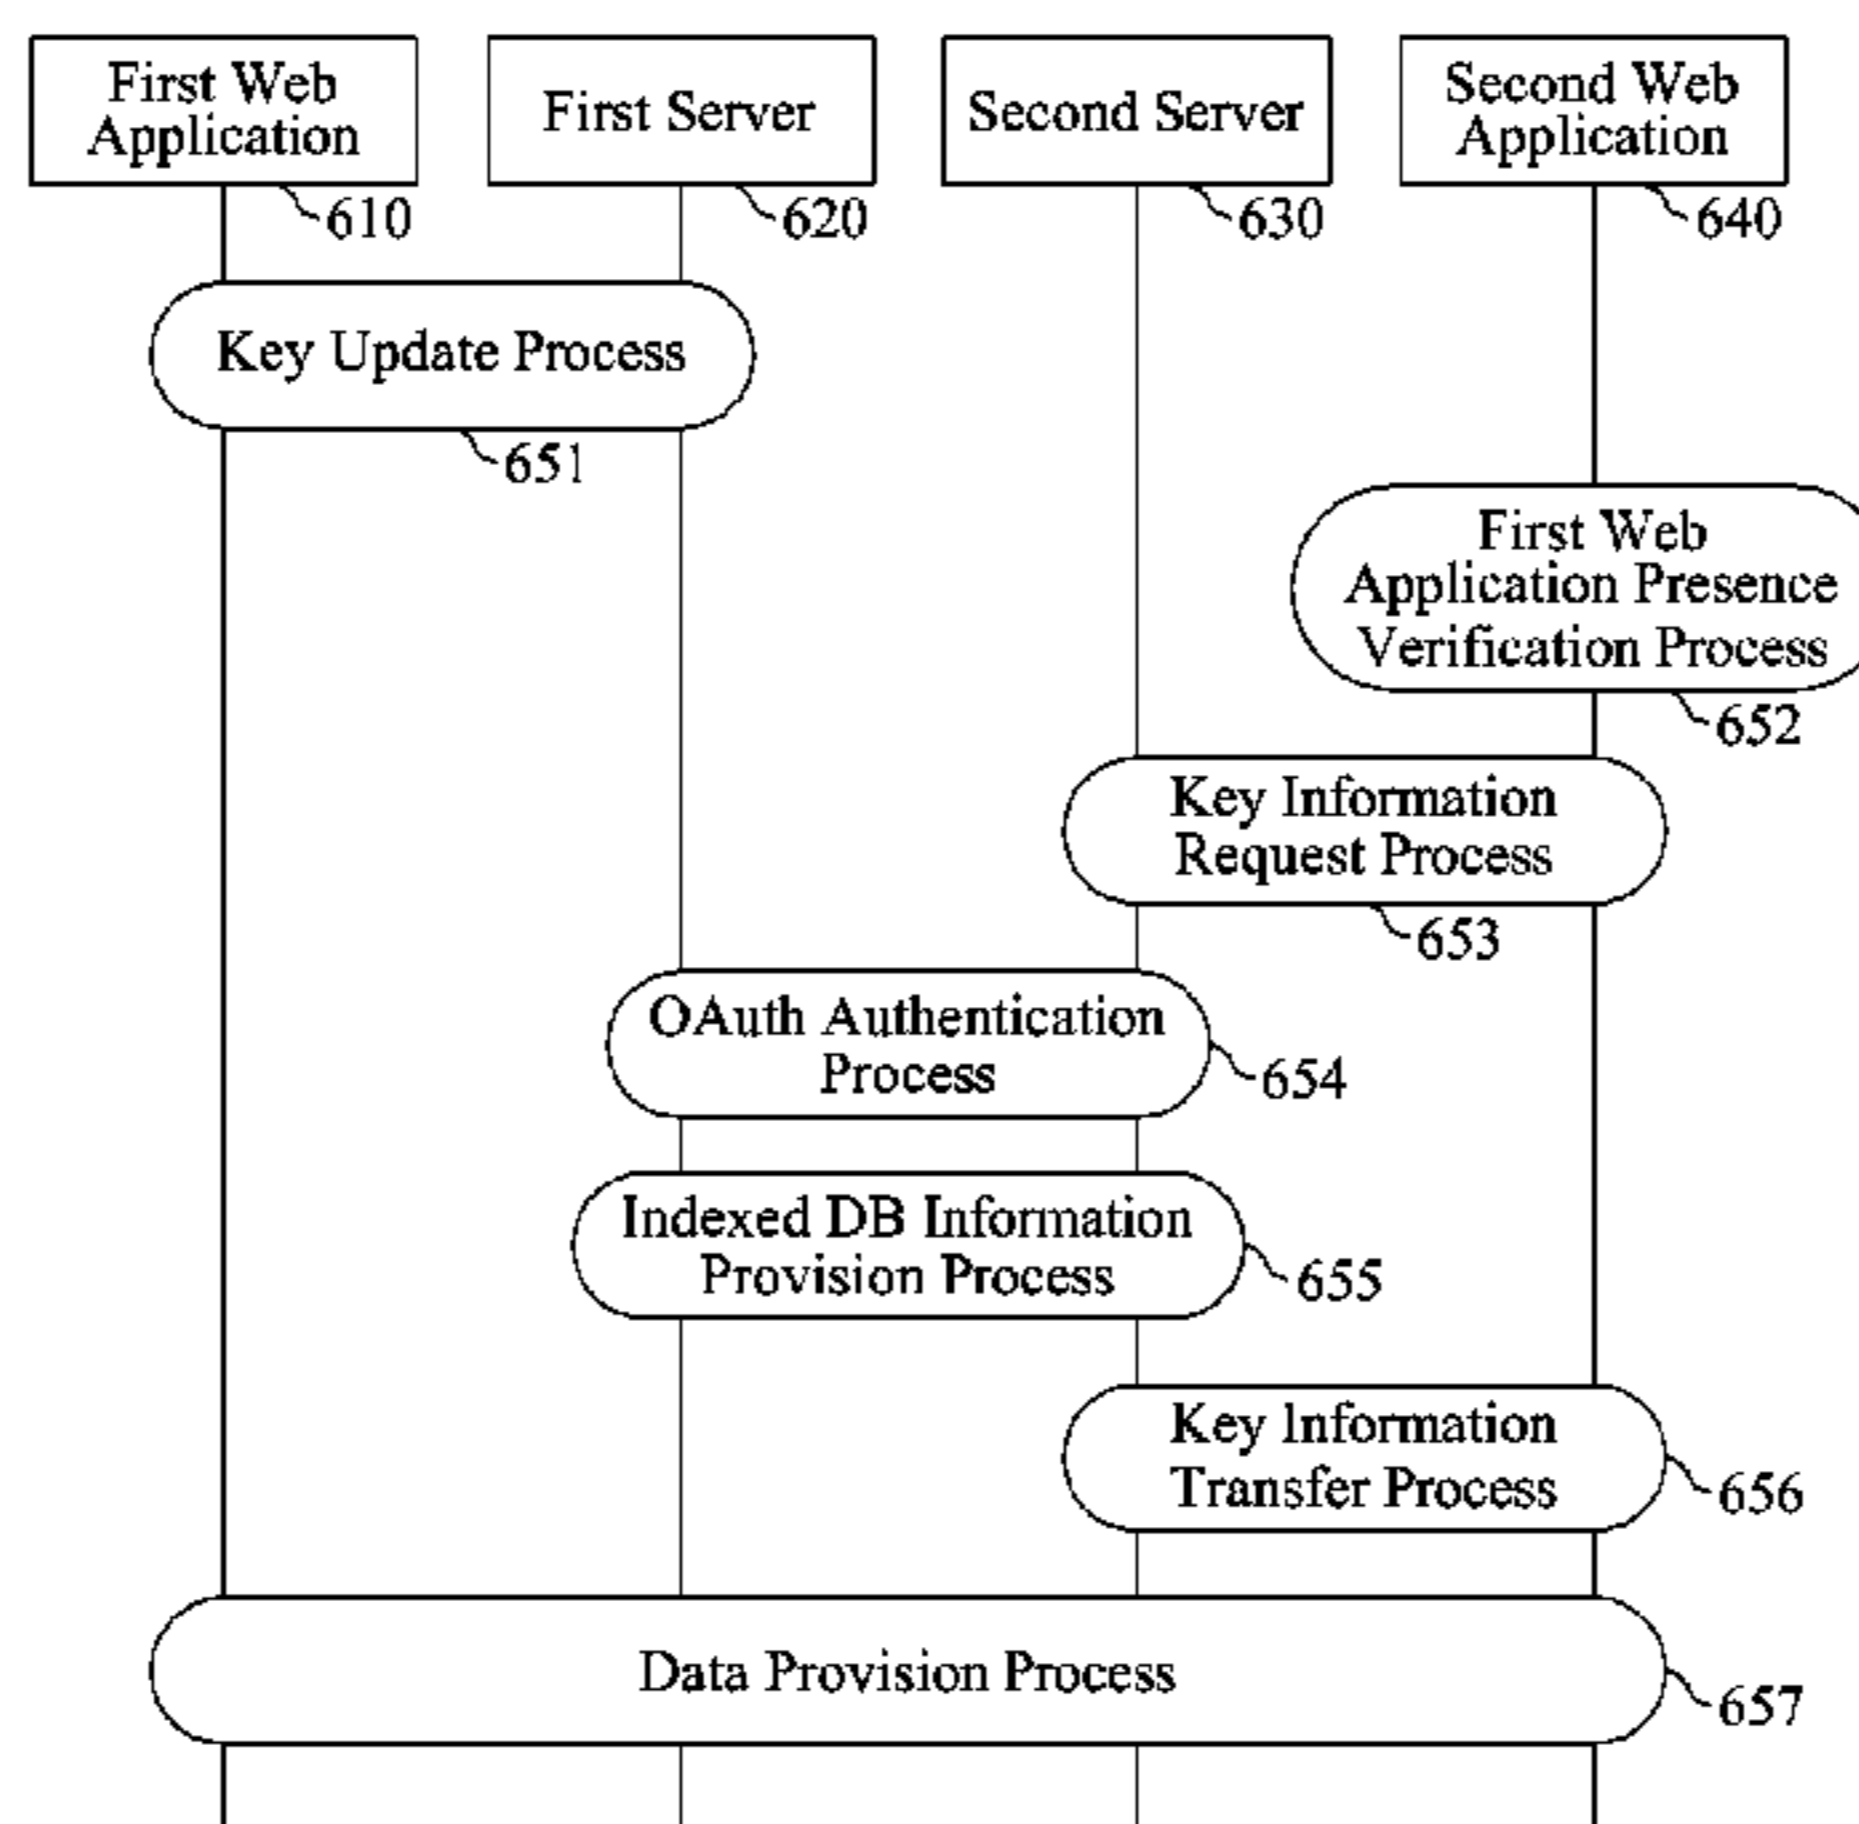 First Web
Application
First Server
Second Server
Second Web
Application
610
620
630
640
Key Update Process
651
First Web
Application Presence
Verification Process
652
Key Information
Request Process
653
OAuth Authentication
Process
654
Indexed DB Information
Provision Process
655
Key Information
Transfer Process
656
Data Provision Process
657